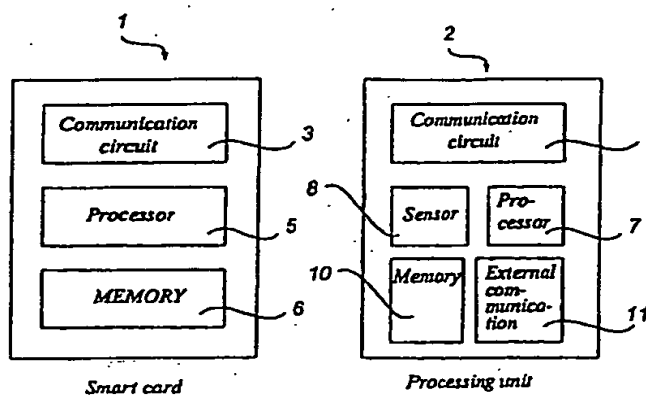 1
Communication
circuit
3
Processor
5
MEMORY
6
Smart card
2
Communication
circuit
8
Sensor
Pro-
cessor
7
10
Memory
External
com-
munica-
tion
11
Processing unit